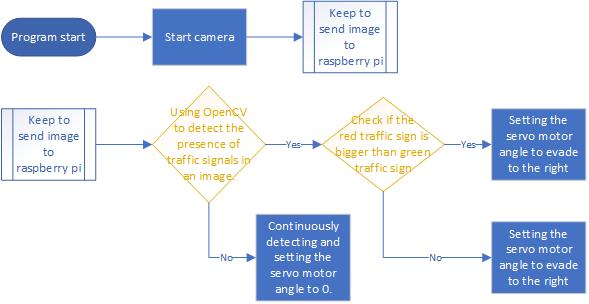 Program start
Start camera
Keep to
send image
to
raspberry pi
Keep to
send image
to
raspberry pi
Using OpenCV
to detect the
presence of
traffic signals in
an image.
Yes
Check if the
red traffic sign is
bigger than green
traffic sign
Yes
Setting the
servo motor
angle to evade
to the right
No
Continuously
detecting and
setting the
servo motor
angle to 0.
No
Setting the
servo motor
angle to evade
to the right